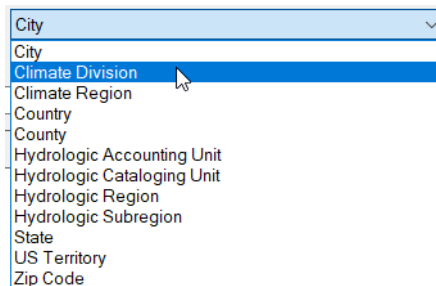 City
City
Climate Division
Climate Region
Country
County
Hydrologic Accounting Unit
Hydrologic Cataloging Unit
Hydrologic Region
Hydrologic Subregion
State
US Territory
Zip Code